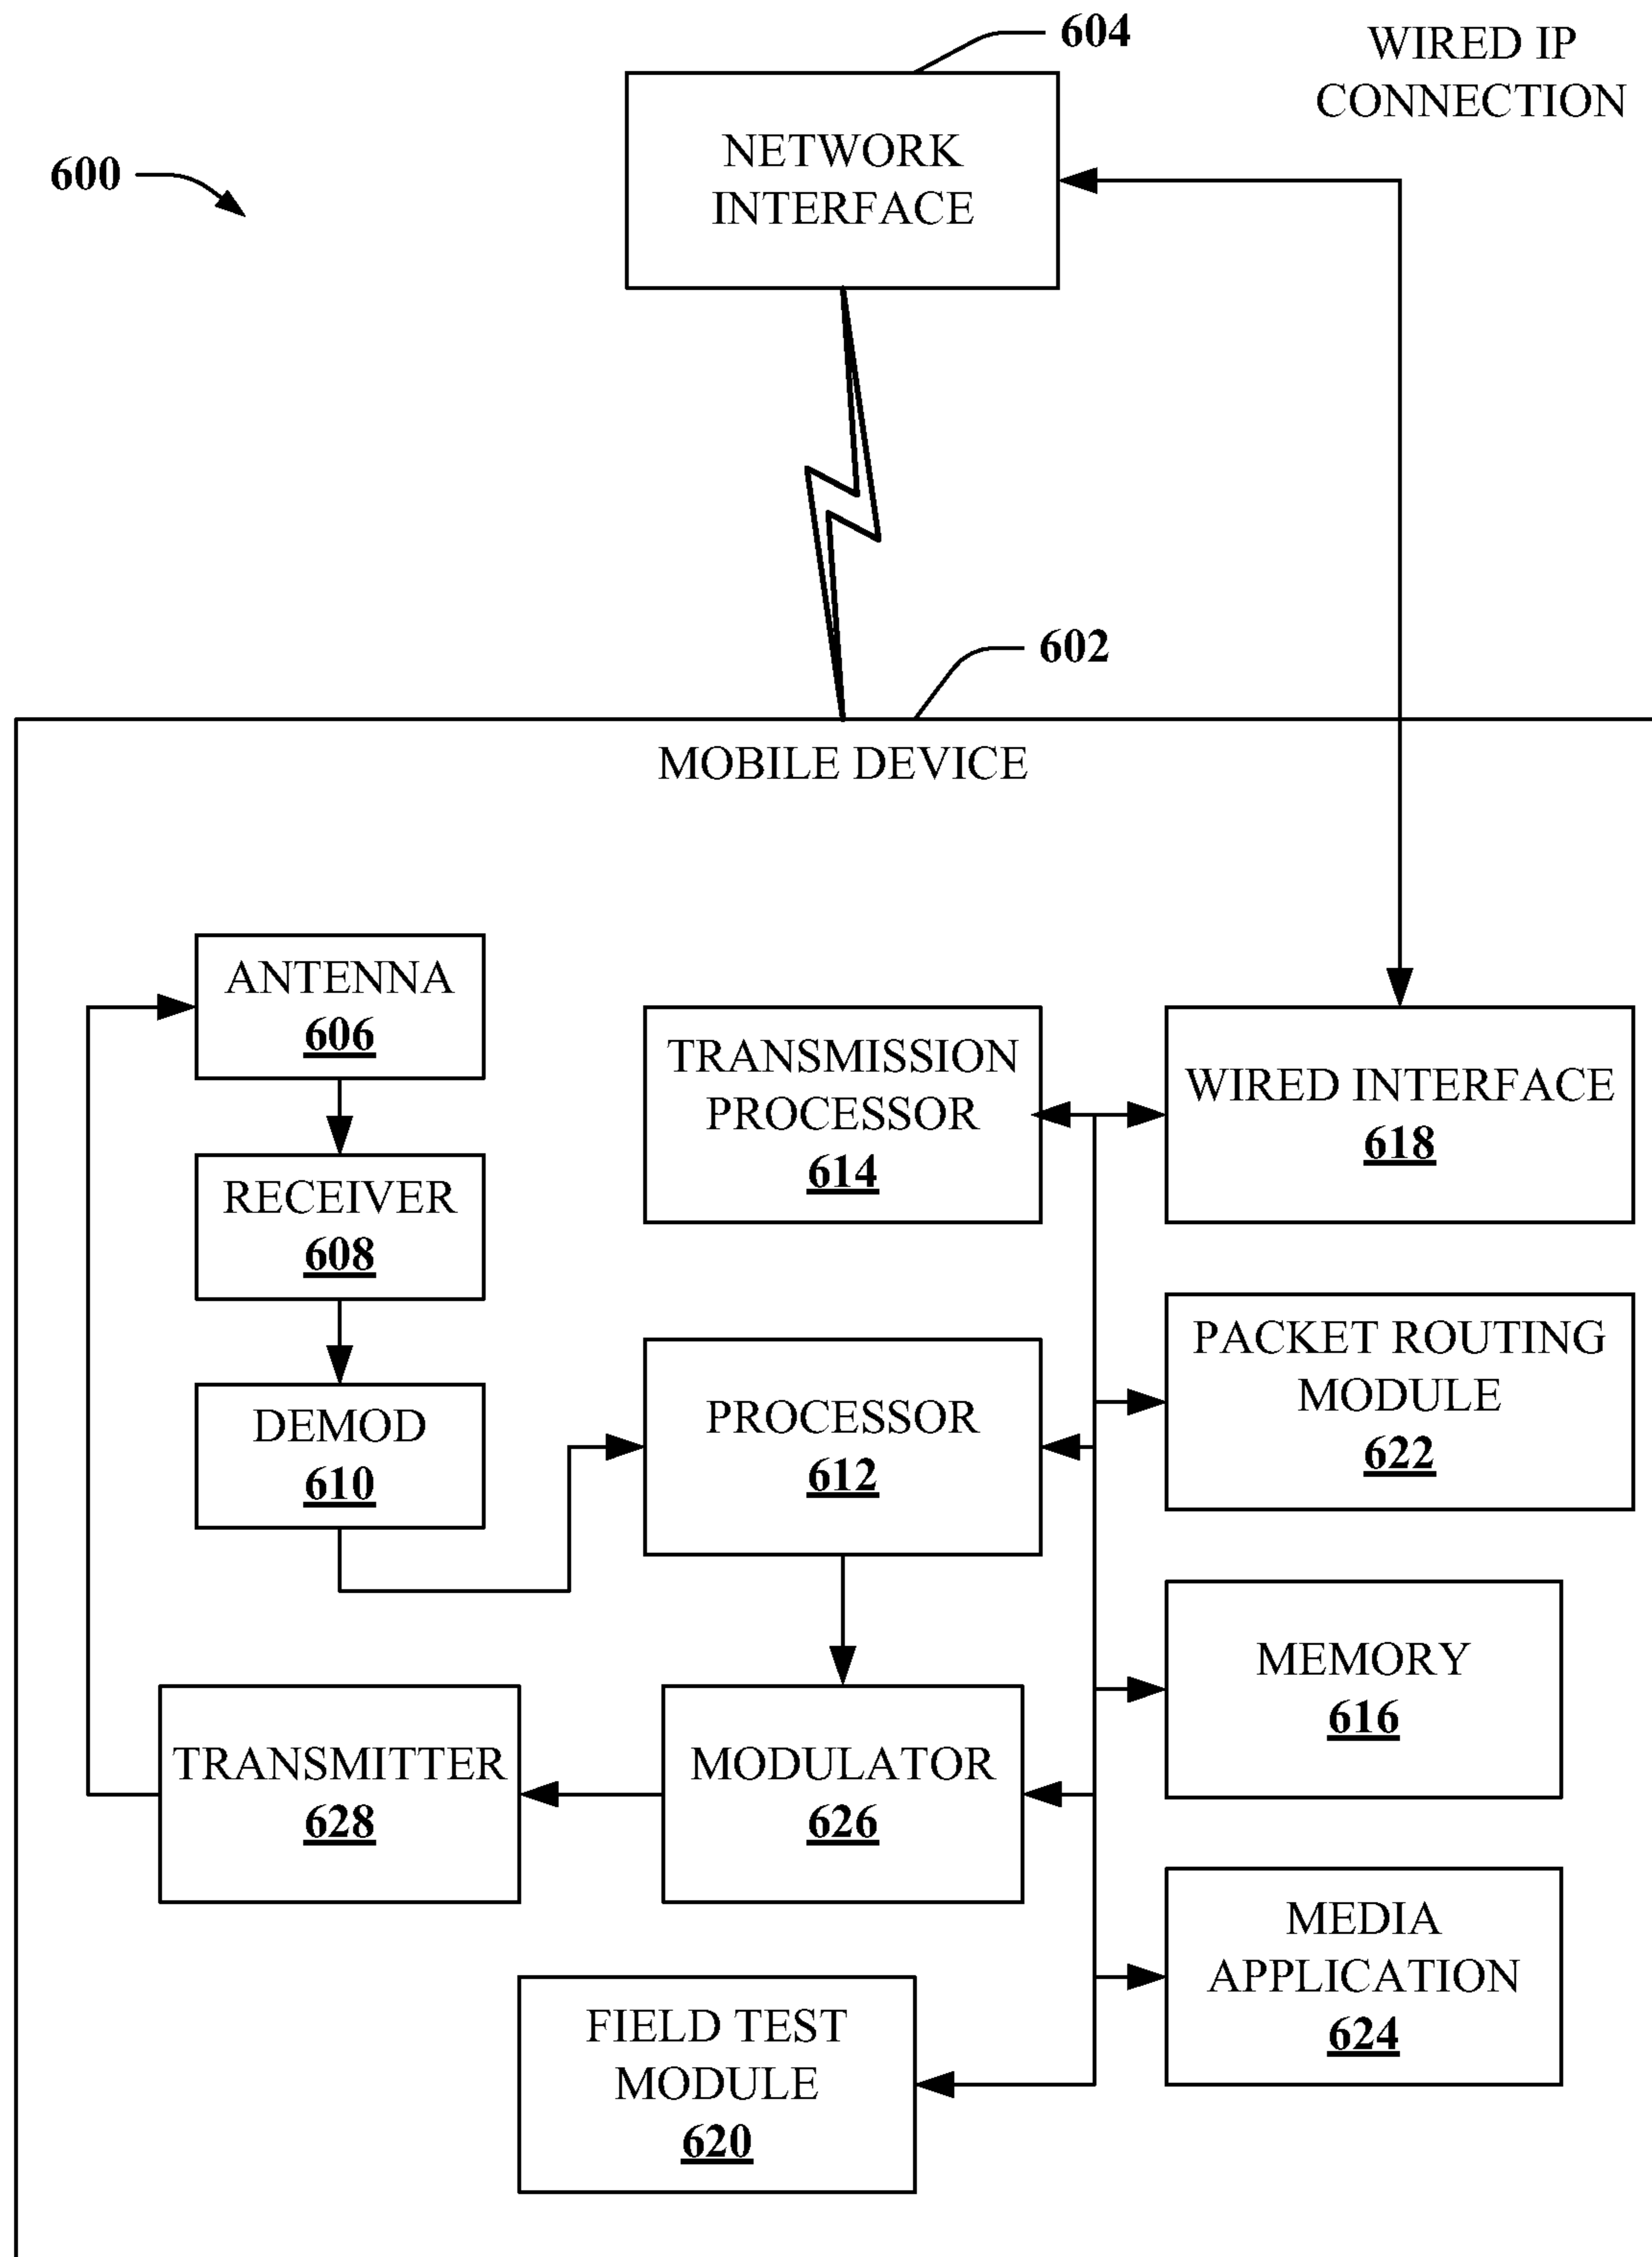 604
WIRED IP
CONNECTION
NETWORK
INTERFACE
600
602
MOBILE DEVICE
ANTENNA
606
TRANSMISSION
PROCESSOR
614
WIRED INTERFACE
618
RECEIVER
608
PACKET ROUTING
MODULE
622
DEMOD
610
PROCESSOR
612
MEMORY
616
TRANSMITTER
628
MODULATOR
626
MEDIA
APPLICATION
624
FIELD TEST
MODULE
620